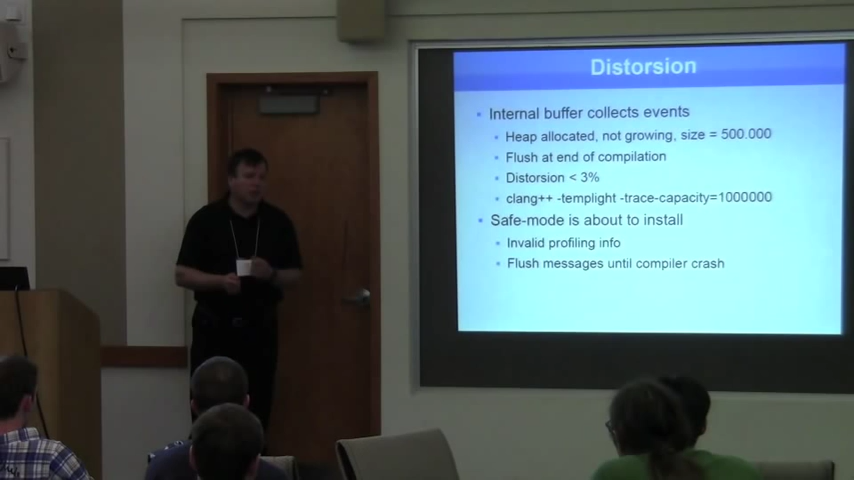 Distorsion
Internal buffer collects events
Heap allocated, not growing, size = 500.000
Flush at end of compilation
Distorsion < 3%
clang++ -templight -trace-capacity=1000000
Safe-mode is about to install
Invalid profiling info
Flush messages until compiler crash